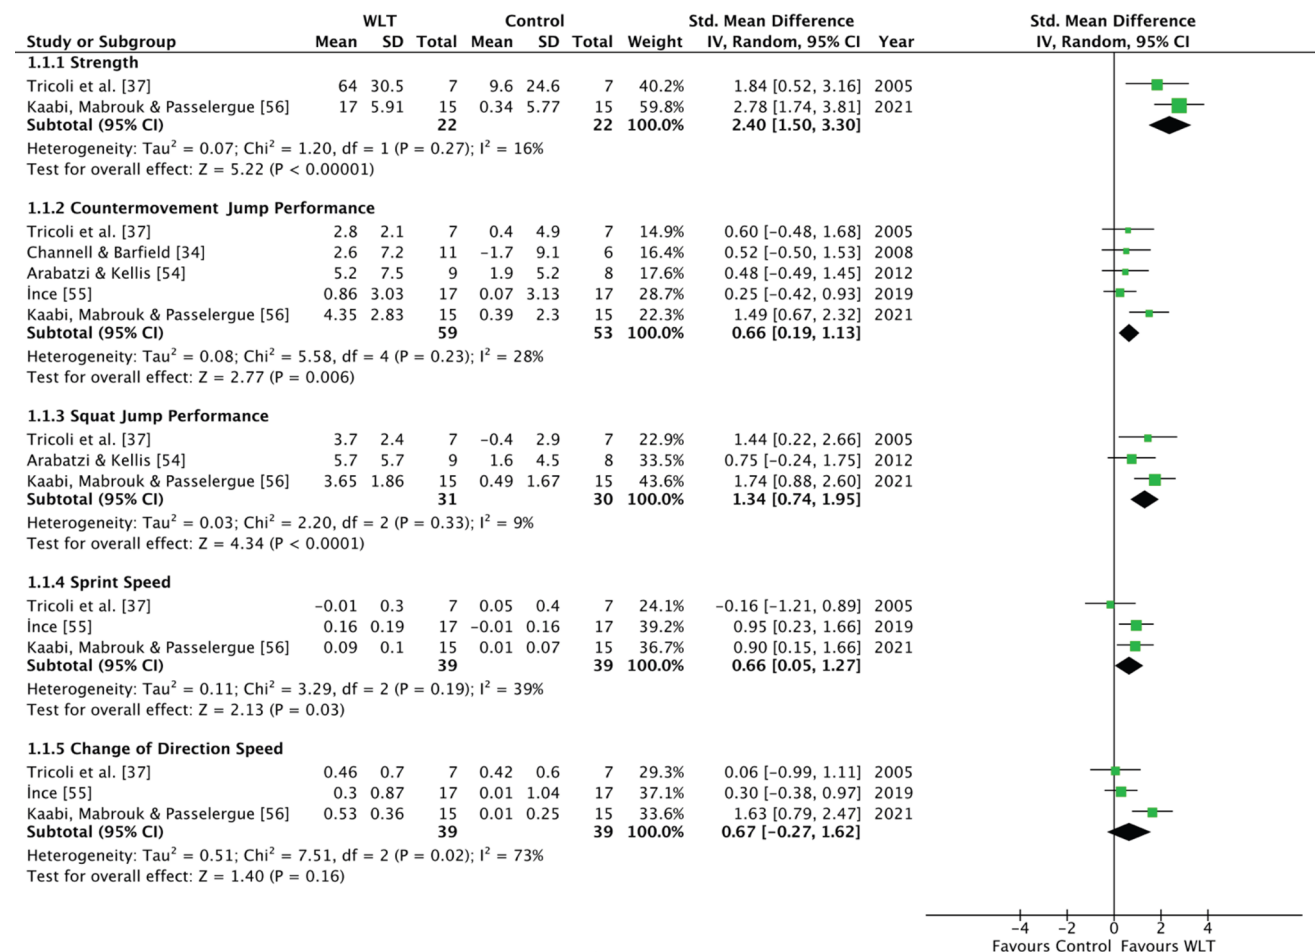 WLT Control Std. Mean Difference Std. Mean Difference
Study or Subgroup Mean SD Total Mean SD Total Weight IV, Random, 95% CI Year IV, Random, 95% CI
1.1.1 Strength
Tricoli et al. [37] 64 30.5 7 9.6 24.6 7 40.2% 1.84 [0.52, 3.16] 2005
Kaabi, Mabrouk & Passelergue [56] 17 5.91 15 0.34 5.77 15 59.8% 2.78 [1.74, 3.81] 2021
Subtotal (95% CI) 22 22 100.0% 2.40 [1.50, 3.30]
Heterogeneity: Tau² = 0.07; Chi² = 1.20, df = 1 (P = 0.27); I² = 16%
Test for overall effect: Z = 5.22 (P < 0.00001)
1.1.2 Countermovement Jump Performance
Tricoli et al. [37] 2.8 2.1 7 0.4 4.9 7 14.9% 0.60 [−0.48, 1.68] 2005
Channell & Barfield [34] 2.6 7.2 11 −1.7 9.1 6 16.4% 0.52 [−0.50, 1.53] 2008
Arabatzi & Kellis [54] 5.2 7.5 9 1.9 5.2 8 17.6% 0.48 [−0.49, 1.45] 2012
İnce [55] 0.86 3.03 17 0.07 3.13 17 28.7% 0.25 [−0.42, 0.93] 2019
Kaabi, Mabrouk & Passelergue [56] 4.35 2.83 15 0.39 2.3 15 22.3% 1.49 [0.67, 2.32] 2021
Subtotal (95% CI) 59 53 100.0% 0.66 [0.19, 1.13]
Heterogeneity: Tau² = 0.08; Chi² = 5.58, df = 4 (P = 0.23); I² = 28%
Test for overall effect: Z = 2.77 (P = 0.006)
1.1.3 Squat Jump Performance
Tricoli et al. [37] 3.7 2.4 7 −0.4 2.9 7 22.9% 1.44 [0.22, 2.66] 2005
Arabatzi & Kellis [54] 5.7 5.7 9 1.6 4.5 8 33.5% 0.75 [−0.24, 1.75] 2012
Kaabi, Mabrouk & Passelergue [56] 3.65 1.86 15 0.49 1.67 15 43.6% 1.74 [0.88, 2.60] 2021
Subtotal (95% CI) 31 30 100.0% 1.34 [0.74, 1.95]
Heterogeneity: Tau² = 0.03; Chi² = 2.20, df = 2 (P = 0.33); I² = 9%
Test for overall effect: Z = 4.34 (P < 0.0001)
1.1.4 Sprint Speed
Tricoli et al. [37] −0.01 0.3 7 0.05 0.4 7 24.1% −0.16 [−1.21, 0.89] 2005
İnce [55] 0.16 0.19 17 −0.01 0.16 17 39.2% 0.95 [0.23, 1.66] 2019
Kaabi, Mabrouk & Passelergue [56] 0.09 0.1 15 0.01 0.07 15 36.7% 0.90 [0.15, 1.66] 2021
Subtotal (95% CI) 39 39 100.0% 0.66 [0.05, 1.27]
Heterogeneity: Tau² = 0.11; Chi² = 3.29, df = 2 (P = 0.19); I² = 39%
Test for overall effect: Z = 2.13 (P = 0.03)
1.1.5 Change of Direction Speed
Tricoli et al. [37] 0.46 0.7 7 0.42 0.6 7 29.3% 0.06 [−0.99, 1.11] 2005
İnce [55] 0.3 0.87 17 0.01 1.04 17 37.1% 0.30 [−0.38, 0.97] 2019
Kaabi, Mabrouk & Passelergue [56] 0.53 0.36 15 0.01 0.25 15 33.6% 1.63 [0.79, 2.47] 2021
Subtotal (95% CI) 39 39 100.0% 0.67 [−0.27, 1.62]
Heterogeneity: Tau² = 0.51; Chi² = 7.51, df = 2 (P = 0.02); I² = 73%
Test for overall effect: Z = 1.40 (P = 0.16)
−4 −2 0 2 4
Favours Control Favours WLT